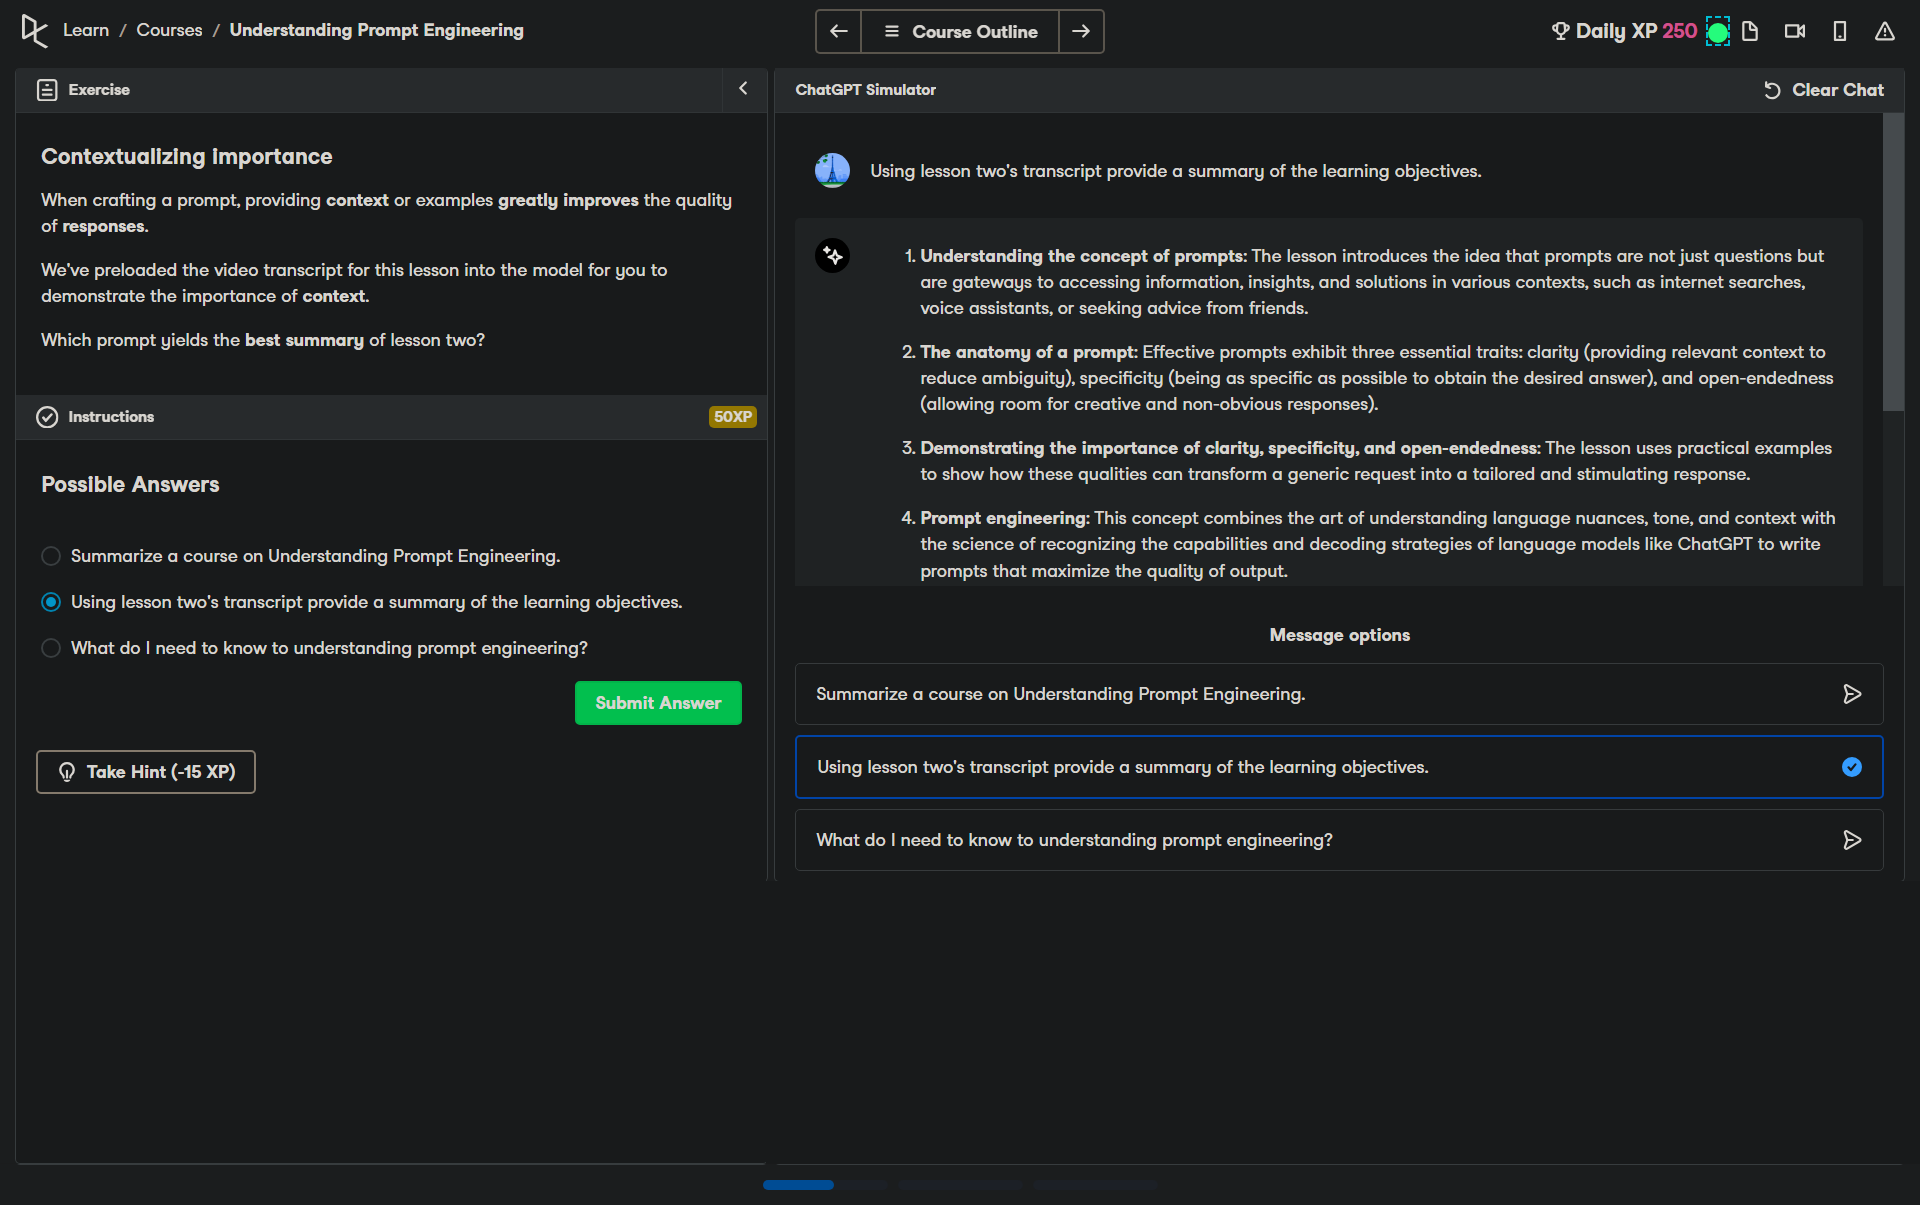 Learn / Courses / Understanding Prompt Engineering
Course Outline
Daily XP 250
Exercise
Contextualizing importance
When crafting a prompt, providing context or examples greatly improves the quality
of responses.
We've preloaded the video transcript for this lesson into the model for you to
demonstrate the importance of context.
Which prompt yields the best summary of lesson two?
Instructions
50XP
Possible Answers
Summarize a course on Understanding Prompt Engineering.
Using lesson two's transcript provide a summary of the learning objectives.
What do I need to know to understanding prompt engineering?
Submit Answer
Take Hint (-15 XP)
ChatGPT Simulator
Clear Chat
Using lesson two's transcript provide a summary of the learning objectives.
1. Understanding the concept of prompts: The lesson introduces the idea that prompts are not just questions but
are gateways to accessing information, insights, and solutions in various contexts, such as internet searches,
voice assistants, or seeking advice from friends.
2. The anatomy of a prompt: Effective prompts exhibit three essential traits: clarity (providing relevant context to
reduce ambiguity), specificity (being as specific as possible to obtain the desired answer), and open-endedness
(allowing room for creative and non-obvious responses).
3. Demonstrating the importance of clarity, specificity, and open-endedness: The lesson uses practical examples
to show how these qualities can transform a generic request into a tailored and stimulating response.
4. Prompt engineering: This concept combines the art of understanding language nuances, tone, and context with
the science of recognizing the capabilities and decoding strategies of language models like ChatGPT to write
prompts that maximize the quality of output.
Message options
Summarize a course on Understanding Prompt Engineering.
Using lesson two's transcript provide a summary of the learning objectives.
What do I need to know to understanding prompt engineering?